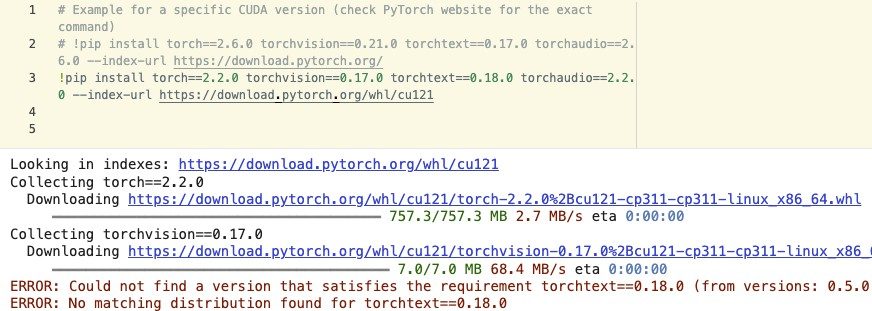 1 # Example for a specific CUDA version (check PyTorch website for the exact
command)
2 # !pip install torch==2.6.0 torchvision==0.21.0 torchtext==0.17.0 torchaudio==2.
6.0 --index-url https://download.pytorch.org/
3 !pip install torch==2.2.0 torchvision==0.17.0 torchtext==0.18.0 torchaudio==2.2.
0 --index-url https://download.pytorch.org/whl/cu121
4
5
Looking in indexes: https://download.pytorch.org/whl/cu121
Collecting torch==2.2.0
Downloading https://download.pytorch.org/whl/cu121/torch-2.2.0%2Bcu121-cp311-cp311-linux_x86_64.whl
757.3/757.3 MB 2.7 MB/s eta 0:00:00
Collecting torchvision==0.17.0
Downloading https://download.pytorch.org/whl/cu121/torchvision-0.17.0%2Bcu121-cp311-cp311-linux_x86_
7.0/7.0 MB 68.4 MB/s eta 0:00:00
ERROR: Could not find a version that satisfies the requirement torchtext==0.18.0 (from versions: 0.5.0
ERROR: No matching distribution found for torchtext==0.18.0